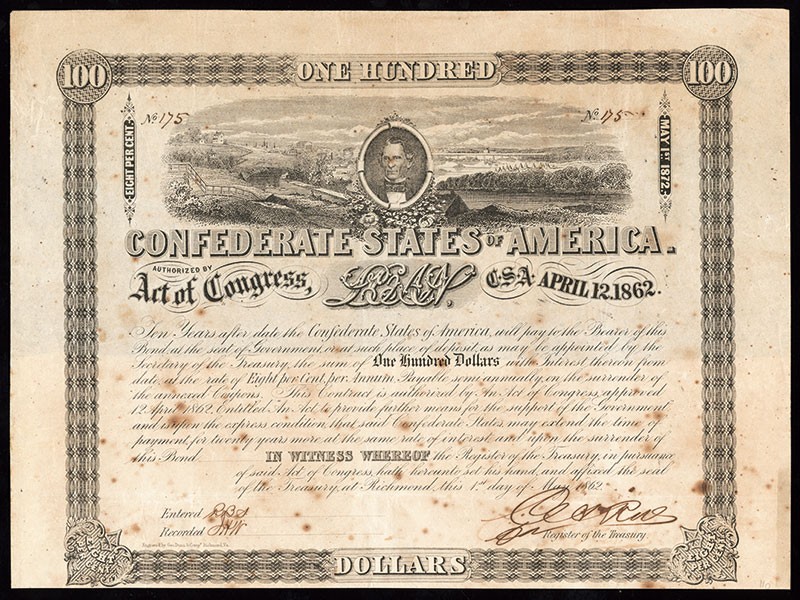 100 ONE HUNDRED 100
No 175 No 175
EIGHT PER CENT.
MAY 1st 1872.
CONFEDERATE STATES OF AMERICA.
AUTHORIZED BY
Act of Congress, LOAN, C.S.A. APRIL 12. 1862.
Ten Years after date the Confederate States of America, will pay to the Bearer of this
Bond, at the seat of Government, or at such place of deposit, as may be appointed by the
Secretary of the Treasury, the sum of One Hundred Dollars with Interest thereon from
date, at the rate of Eight per Cent. per Annum Payable semi annually, on the surrender of
the annexed Coupons. This Contract is authorized by An Act of Congress, approved
12 April 1862. Entitled An Act to provide further means for the support of the Government
and is upon the express condition that said Confederate States, may extend the time of
payment, for twenty years more at the same rate of interest, and upon the surrender of
this Bond.
IN WITNESS WHEREOF the Register of the Treasury, in pursuance
of said Act of Congress, hath hereunto set his hand, and affixed the seal
of the Treasury, at Richmond, this 1st day of May 1862
Entered
Recorded
Register of the Treasury.
DOLLARS